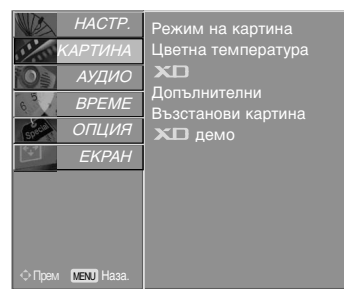 НАСТР.
КАРТИНА
АУДИО
ВРЕМЕ
ОПЦИЯ
ЕКРАН
Режим на картина
Цветна температура
XD
Допълнителни
Възстанови картина
XD демо
Прем MENU Наза.